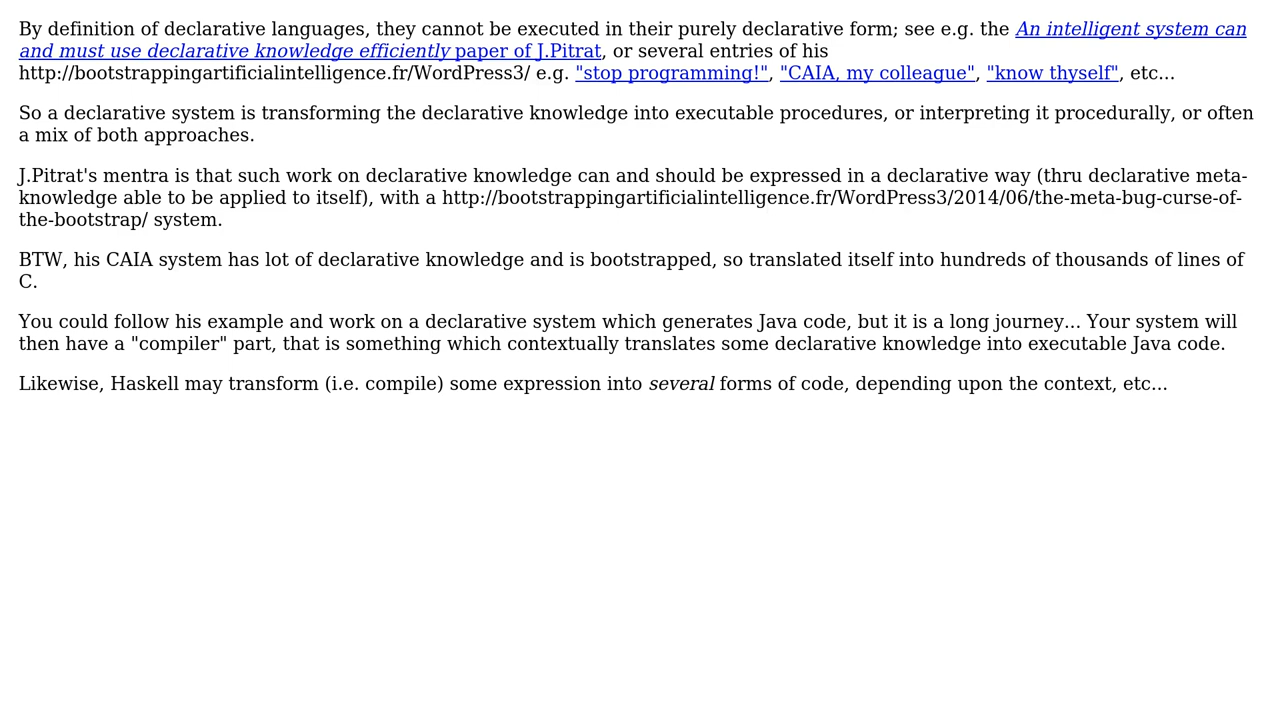 By definition of declarative languages, they cannot be executed in their purely declarative form; see e.g. the An intelligent system can
and must use declarative knowledge efficiently paper of J.Pitrat, or several entries of his
http://bootstrappingartificialintelligence.fr/WordPress3/ e.g. "stop programming!", "CAIA, my colleague", "know thyself", etc...
So a declarative system is transforming the declarative knowledge into executable procedures, or interpreting it procedurally, or often
a mix of both approaches.
J.Pitrat's mentra is that such work on declarative knowledge can and should be expressed in a declarative way (thru declarative meta-
knowledge able to be applied to itself), with a http://bootstrappingartificialintelligence.fr/WordPress3/2014/06/the-meta-bug-curse-of-
the-bootstrap/ system.
BTW, his CAIA system has lot of declarative knowledge and is bootstrapped, so translated itself into hundreds of thousands of lines of
C.
You could follow his example and work on a declarative system which generates Java code, but it is a long journey... Your system will
then have a "compiler" part, that is something which contextually translates some declarative knowledge into executable Java code.
Likewise, Haskell may transform (i.e. compile) some expression into several forms of code, depending upon the context, etc...